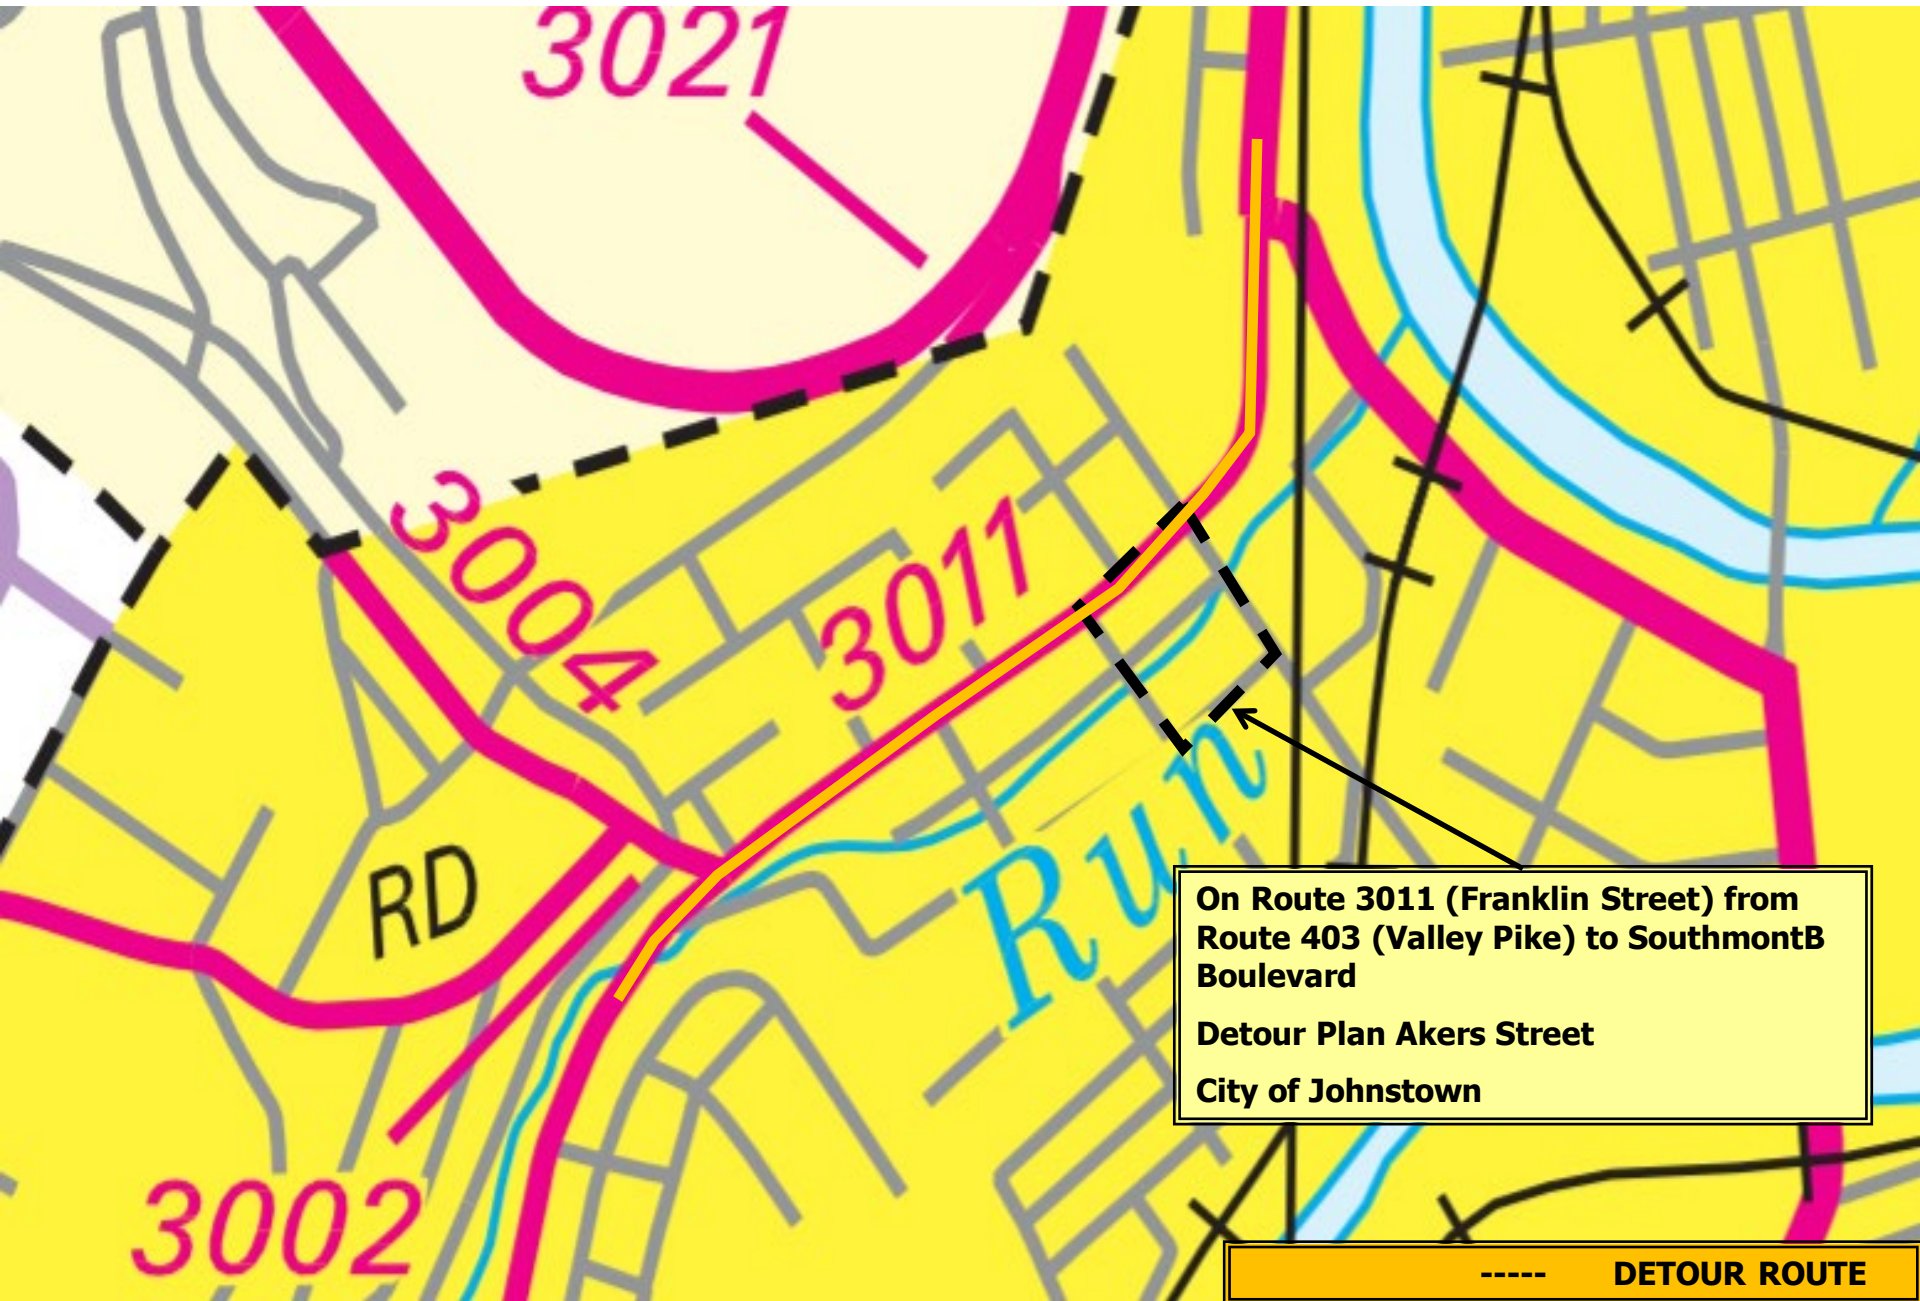 3021
3004
3011
RD
Run
On Route 3011 (Franklin Street) from
Route 403 (Valley Pike) to SouthmontB
Boulevard
Detour Plan Akers Street
City of Johnstown
3002
----- DETOUR ROUTE